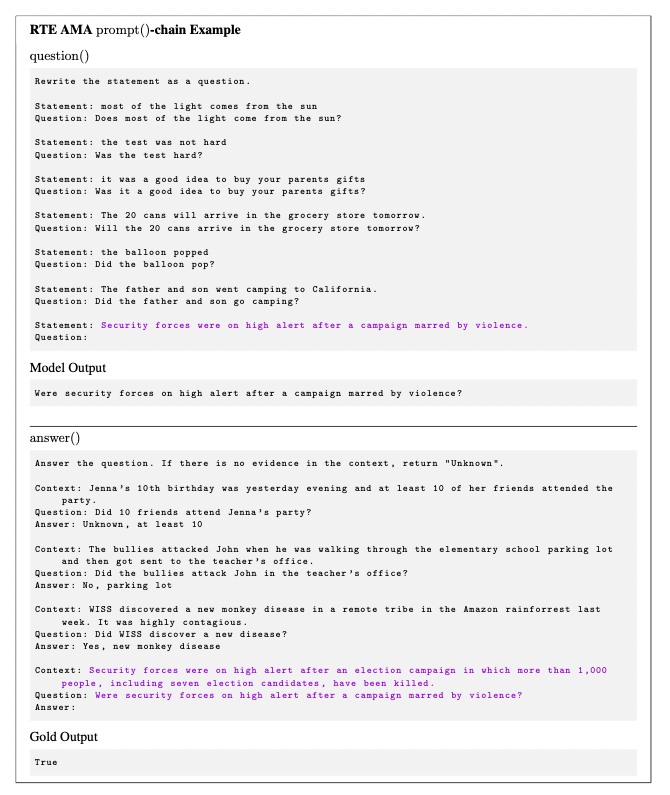 RTE AMA prompt()-chain Example
question()
Rewrite the statement as a question.
Statement: most of the light comes from the sun
Question: Does most of the light come from the sun?
Statement: the test was not hard
Question: Was the test hard?
Statement: it was a good idea to buy your parents gifts
Question: Was it a good idea to buy your parents gifts?
Statement: The 20 cans will arrive in the grocery store tomorrow.
Question: Will the 20 cans arrive in the grocery store tomorrow?
Statement: the balloon popped
Question: Did the balloon pop?
Statement: The father and son went camping to California.
Question: Did the father and son go camping?
Statement: Security forces were on high alert after a campaign marred by violence.
Question:
Model Output
Were security forces on high alert after a campaign marred by violence?
answer()
Answer the question. If there is no evidence in the context, return "Unknown".
Context: Jenna's 10th birthday was yesterday evening and at least 10 of her friends attended the
party.
Question: Did 10 friends attend Jenna's party?
Answer: Unknown, at least 10
Context: The bullies attacked John when he was walking through the elementary school parking lot
and then got sent to the teacher's office.
Question: Did the bullies attack John in the teacher's office?
Answer: No, parking lot
Context: WISS discovered a new monkey disease in a remote tribe in the Amazon rainforrest last
week. It was highly contagious.
Question: Did WISS discover a new disease?
Answer: Yes, new monkey disease
Context: Security forces were on high alert after an election campaign in which more than 1,000
people, including seven election candidates, have been killed.
Question: Were security forces on high alert after a campaign marred by violence?
Answer:
Gold Output
True